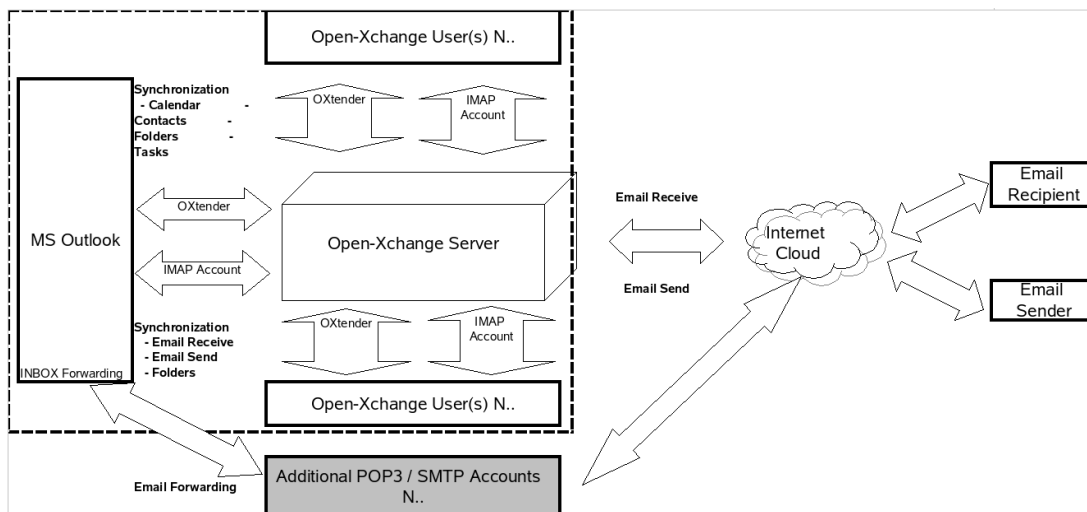 Open-Xchange User(s) N..
Synchronization
- Calendar -
Contacts -
Folders -
Tasks
OXtender
IMAP
Account
MS Outlook
OXtender
IMAP Account
Open-Xchange Server
Email Receive
Email Send
Internet
Cloud
Email
Recipient
Email
Sender
Synchronization
- Email Receive
- Email Send
- Folders
INBOX Forwarding
OXtender
IMAP
Account
Open-Xchange User(s) N..
Email Forwarding
Additional POP3 / SMTP Accounts
N..